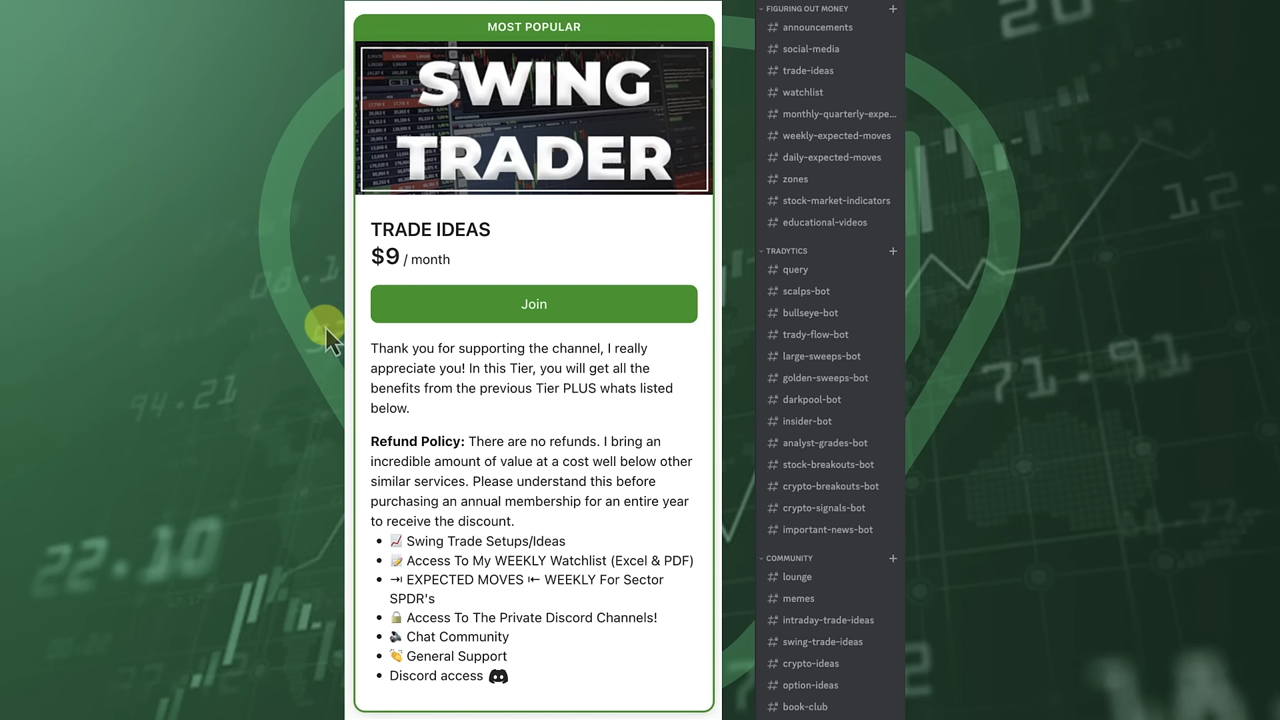 MOST POPULAR
SWING
TRADER
TRADE IDEAS
$9 / month
Join
Thank you for supporting the channel, I really
appreciate you! In this Tier, you will get all the
benefits from the previous Tier PLUS whats listed
below.
Refund Policy: There are no refunds. I bring an
incredible amount of value at a cost well below other
similar services. Please understand this before
purchasing an annual membership for an entire year
to receive the discount.
Swing Trade Setups/Ideas
Access To My WEEKLY Watchlist (Excel & PDF)
EXPECTED MOVES WEEKLY For Sector
SPDR's
Access To The Private Discord Channels!
Chat Community
General Support
Discord access
FIGURING OUT MONEY
announcements
social-media
trade-ideas
watchlist
monthly-quarterly-expe...
weekly-expected-moves
daily-expected-moves
zones
stock-market-indicators
educational-videos
TRADYTICS
query
scalps-bot
bullseye-bot
trady-flow-bot
large-sweeps-bot
golden-sweeps-bot
darkpool-bot
insider-bot
analyst-grades-bot
stock-breakouts-bot
crypto-breakouts-bot
crypto-signals-bot
important-news-bot
COMMUNITY
lounge
memes
intraday-trade-ideas
swing-trade-ideas
crypto-ideas
option-ideas
book-club
94.21
22.10
71.91